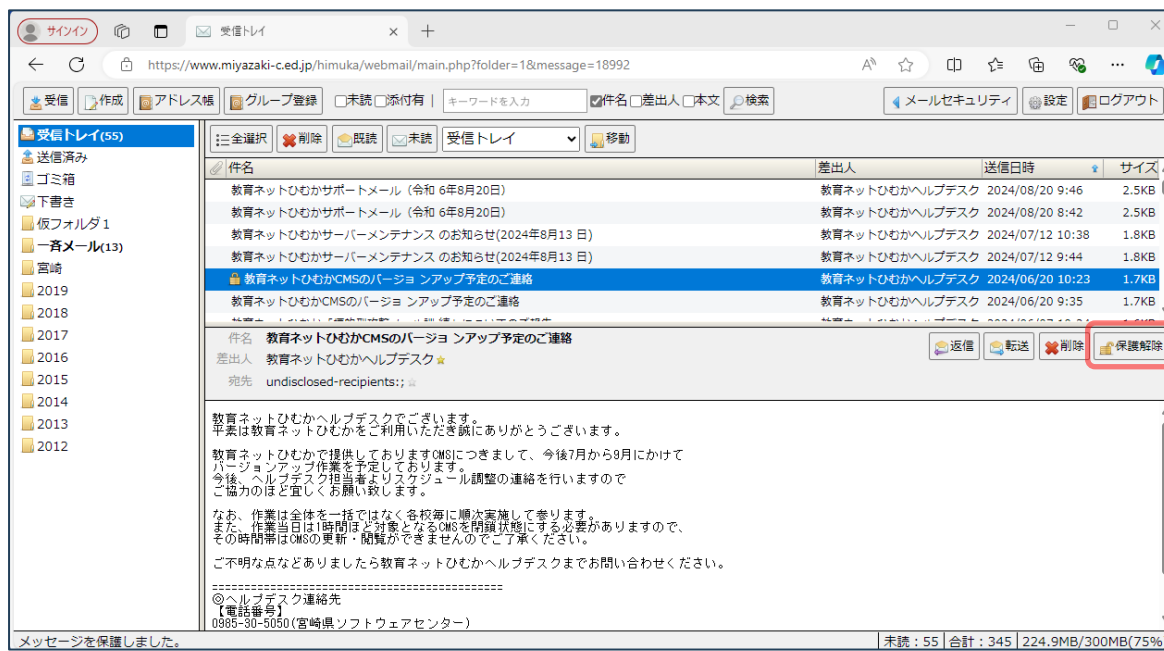 サインイン 受信トレイ
https://www.miyazaki-c.ed.jp/himuka/webmail/main.php?folder=1&message=18992
受信 作成 アドレス帳 グループ登録 未読 添付有 | キーワードを入力 件名 差出人 本文 検索 メールセキュリティ 設定 ログアウト
受信トレイ(55)
送信済み
ゴミ箱
下書き
仮フォルダ1
一斉メール(13)
宮崎
2019
2018
2017
2016
2015
2014
2013
2012
全選択 削除 既読 未読 受信トレイ 移動
件名 差出人 送信日時 サイズ
教育ネットひむかサポートメール（令和 6年8月20日） 教育ネットひむかヘルプデスク 2024/08/20 9:46 2.5KB
教育ネットひむかサポートメール（令和 6年8月20日） 教育ネットひむかヘルプデスク 2024/08/20 8:42 2.5KB
教育ネットひむかサーバーメンテナンス のお知らせ(2024年8月13 日) 教育ネットひむかヘルプデスク 2024/07/12 10:38 1.8KB
教育ネットひむかサーバーメンテナンス のお知らせ(2024年8月13 日) 教育ネットひむかヘルプデスク 2024/07/12 9:44 1.8KB
教育ネットひむかCMSのバージョ ンアップ予定のご連絡 教育ネットひむかヘルプデスク 2024/06/20 10:23 1.7KB
教育ネットひむかCMSのバージョ ンアップ予定のご連絡 教育ネットひむかヘルプデスク 2024/06/20 9:35 1.7KB
件名 教育ネットひむかCMSのバージョ ンアップ予定のご連絡 返信 転送 削除 保護解除
差出人 教育ネットひむかヘルプデスク
宛先 undisclosed-recipients:;
教育ネットひむかヘルプデスクでございます。
平素は教育ネットひむかをご利用いただき誠にありがとうございます。
教育ネットひむかで提供しておりますCMSにつきまして、今後7月から9月にかけて
バージョンアップ作業を予定しております。
今後、ヘルプデスク担当者よりスケジュール調整の連絡を行いますので
ご協力のほど宜しくお願い致します。
なお、作業は全体を一括ではなく各校毎に順次実施して参ります。
また、作業当日は1時間ほど対象となるCMSを閉鎖状態にする必要がありますので、
その時間帯はCMSの更新・閲覧ができませんのでご了承ください。
ご不明な点などありましたら教育ネットひむかヘルプデスクまでお問い合わせください。
=============================================
◎ヘルプデスク連絡先
【電話番号】
0985-30-5050(宮崎県ソフトウェアセンター)
メッセージを保護しました。 未読：55 合計：345 224.9MB/300MB(75%